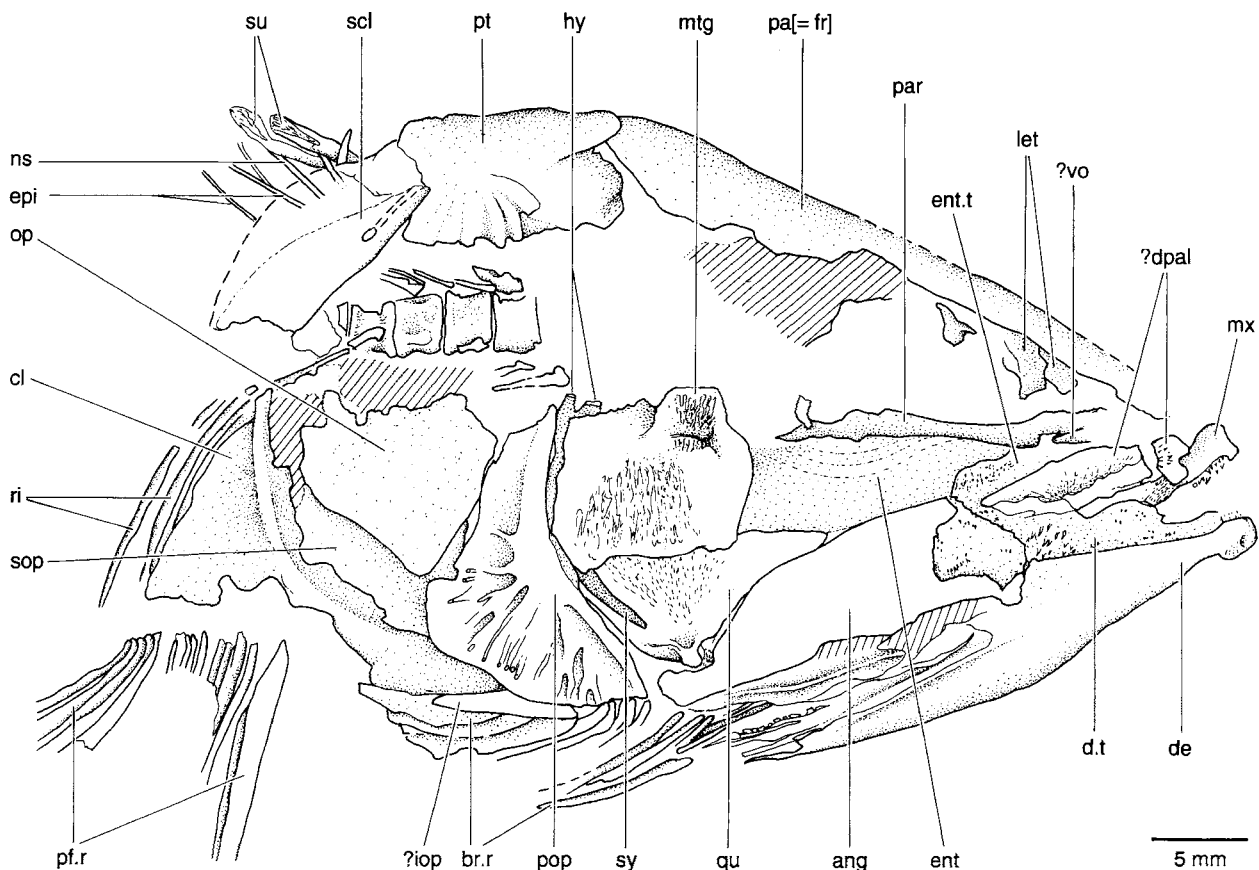 su
scl
pt
hy
mtg
pa[= fr]
par
let
?vo
ent.t
?dpal
mx
ns
epi
op
cl
ri
sop
pf.r
?iop
br.r
pop
sy
qu
ang
ent
d.t
de
5 mm